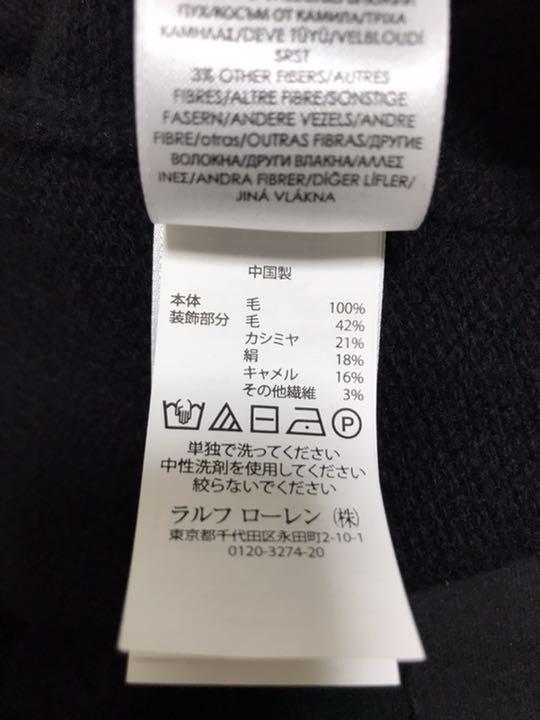 ПУХ/КОСЪМ ОТ КАМИЛА/ΤΡΙΧΑ
ΚΑΜΗΛΑΣ/DEVE TÜYÜ/VELBLOUDÍ
SRST
3% OTHER FIBERS/AUTRES
FIBRES/ALTRE FIBRE/SONSTIGE
FASERN/ANDERE VEZELS/ANDRE
FIBRE/otras/OUTRAS FIBRAS/ДРУГИЕ
ВОЛОКНА/ДРУГИ ВЛАКНА/ΑΛΛΕΣ
ΙΝΕΣ/ANDRA FIBRER/DİĞER LİFLER/
JINÁ VLÁKNA
中国製
本体 毛 100%
装飾部分 毛 42%
カシミヤ 21%
絹 18%
キャメル 16%
その他繊維 3%
P
単独で洗ってください
中性洗剤を使用してください
絞らないでください
ラルフ ローレン (株)
東京都千代田区永田町2-10-1
0120-3274-20